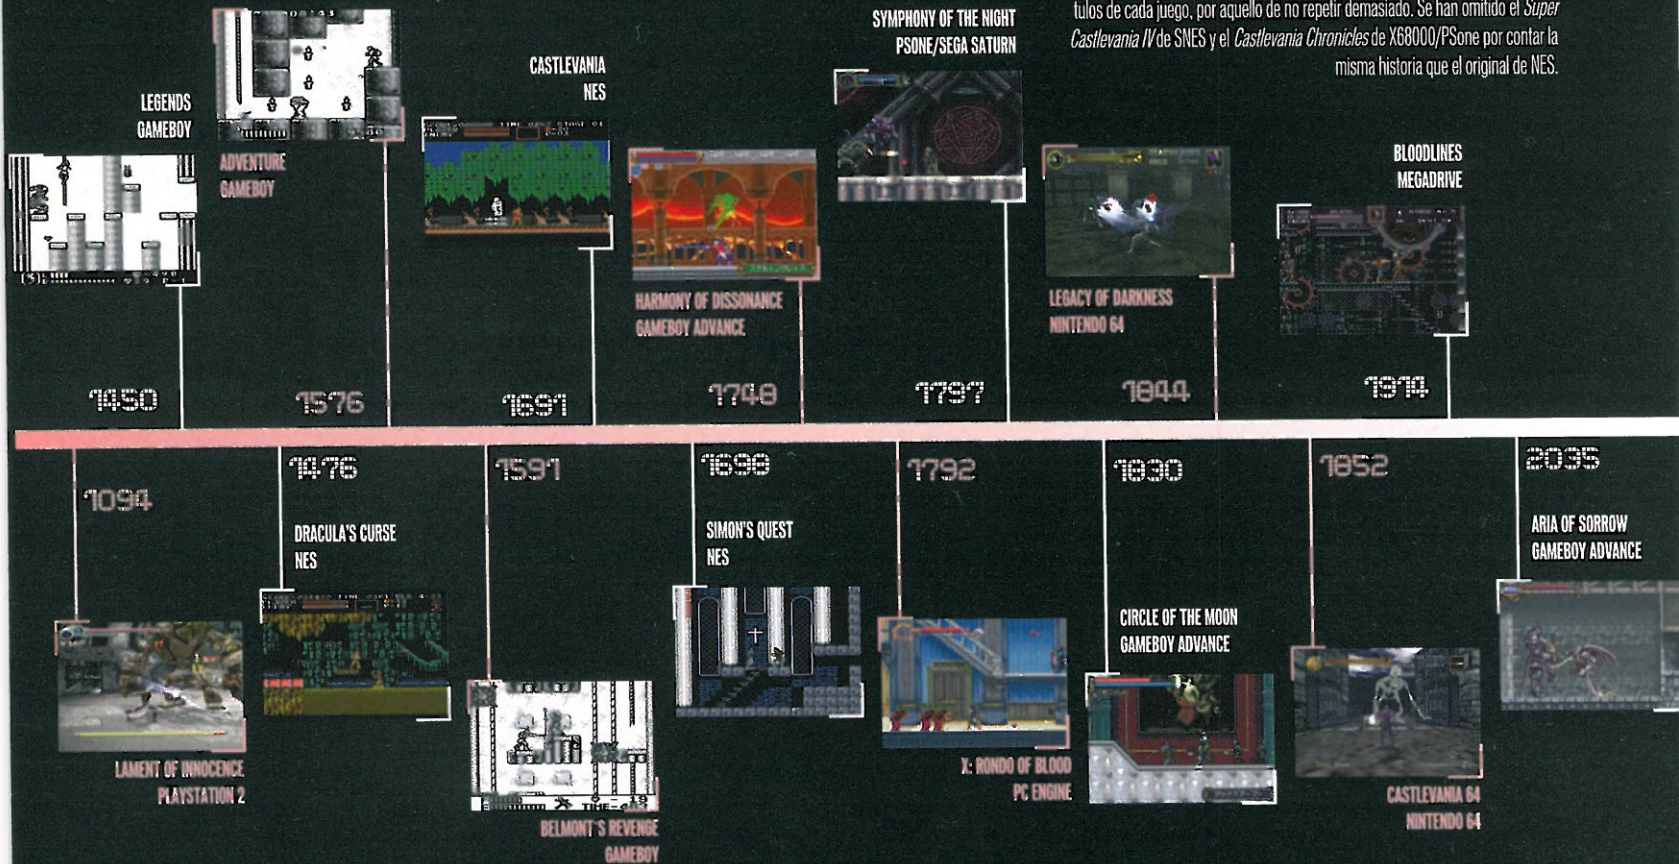 tulos de cada juego, por aquello de no repetir demasiado. Se han omitido el Super
Castlevania IV de SNES y el Castlevania Chronicles de X68000/PSone por contar la
misma historia que el original de NES.
LEGENDS
GAMEBOY
ADVENTURE
GAMEBOY
CASTLEVANIA
NES
HARMONY OF DISSONANCE
GAMEBOY ADVANCE
SYMPHONY OF THE NIGHT
PSONE/SEGA SATURN
LEGACY OF DARKNESS
NINTENDO 64
BLOODLINES
MEGADRIVE
1450
1576
1691
1748
1797
1844
1914
1094
1476
1591
1698
1792
1830
1852
2035
LAMENT OF INNOCENCE
PLAYSTATION 2
DRACULA'S CURSE
NES
BELMONT´S REVENGE
GAMEBOY
SIMON'S QUEST
NES
X: RONDO OF BLOOD
PC ENGINE
CIRCLE OF THE MOON
GAMEBOY ADVANCE
CASTLEVANIA 64
NINTENDO 64
ARIA OF SORROW
GAMEBOY ADVANCE